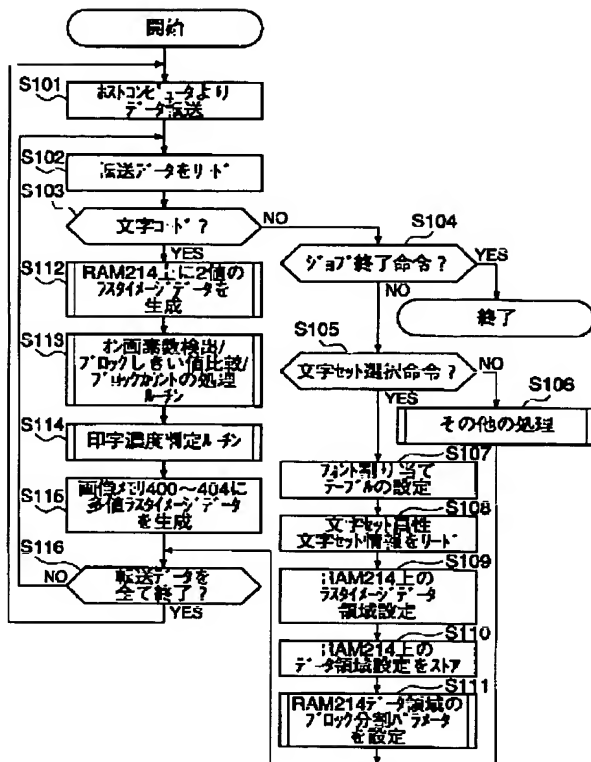 開始
S101
ホストコンピュータより
データ転送
S102
転送データをリード
S103
文字コード?
NO
YES
S104
ジョブ終了命令?
YES
NO
終了
S112
RAM214上に2値の
ラスタイメージデータを
生成
S105
文字セット選択命令?
NO
YES
S113
オン画素数検出/
ブロックしきい値比較/
ブロックカウントの処理
ルーチン
S106
その他の処理
S114
印字濃度判定ルーチン
S107
フォント割り当て
テーブルの設定
S116
画像メモリ400~404に
多値ラスタイメージデータ
を生成
S108
文字セット属性
文字セット情報をリード
S116
転送データを
全て終了?
NO
YES
S109
RAM214上の
ラスタイメージデータ
領域設定
S110
RAM214上の
データ領域設定をストア
S111
RAM214データ領域の
ブロック分割パラメータ
を設定